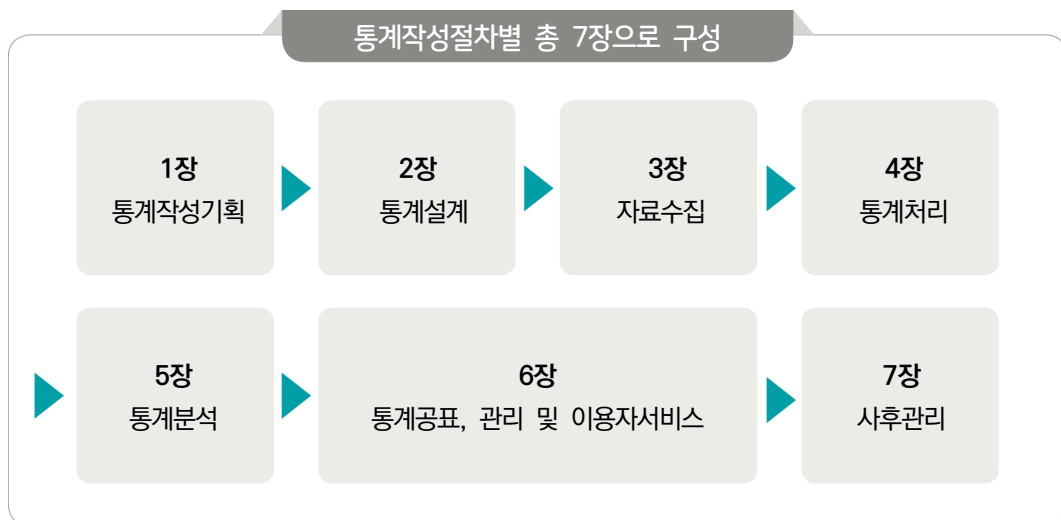 통계작성절차별 총 7장으로 구성
1장
통계작성기획
2장
통계설계
3장
자료수집
4장
통계처리
5장
통계분석
6장
통계공표, 관리 및 이용자서비스
7장
사후관리